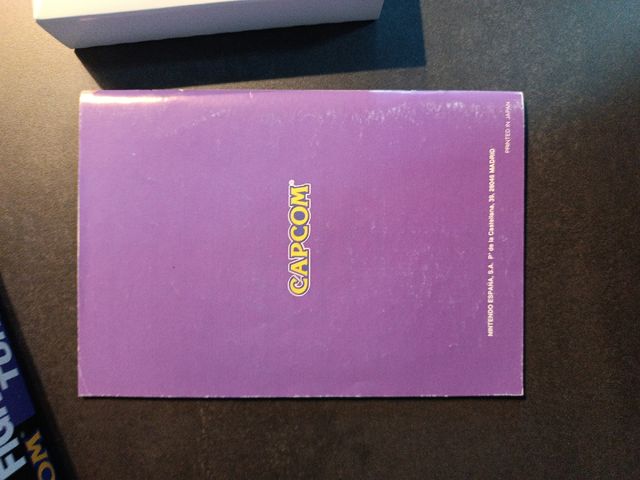 CAPCOM®
NINTENDO ESPAÑA, S.A. Pº de la Castellana, 39, 28046 MADRID
PRINTED IN JAPAN